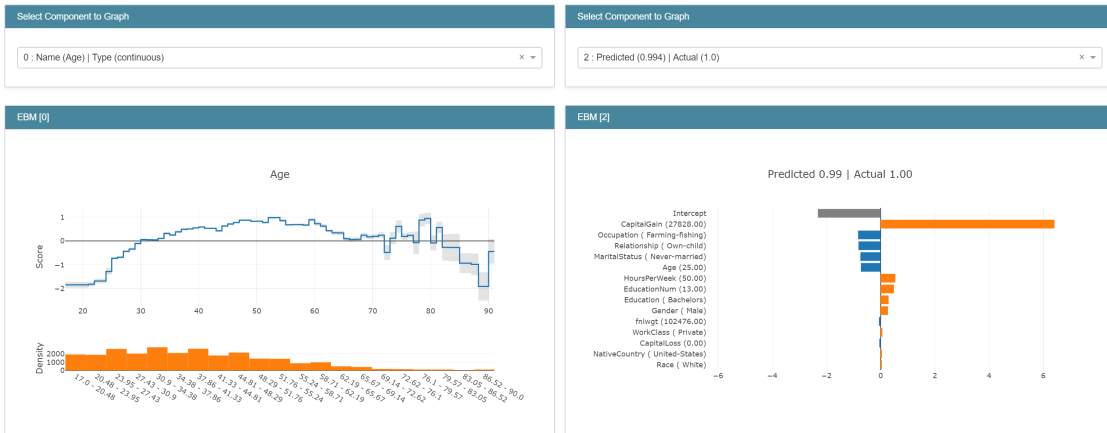 Select Component to Graph
0 : Name (Age) | Type (continuous)
EBM [0]
Age
1
0
−1
−2
Score
20
30
40
50
60
70
80
90
2000
1000
0
Density
17.0 - 20.48
20.48 - 23.95
23.95 - 27.43
27.43 - 30.9
30.9 - 34.38
34.38 - 37.86
37.86 - 41.33
41.33 - 44.81
44.81 - 48.29
48.29 - 51.76
51.76 - 55.24
55.24 - 58.71
58.71 - 62.19
62.19 - 65.67
65.67 - 69.14
69.14 - 72.62
72.62 - 76.1
76.1 - 79.57
79.57 - 83.05
83.05 - 86.52
86.52 - 90.0
Select Component to Graph
2 : Predicted (0.994) | Actual (1.0)
EBM [2]
Predicted 0.99 | Actual 1.00
Intercept
CapitalGain (27828.00)
Occupation ( Farming-fishing)
Relationship ( Own-child)
MaritalStatus ( Never-married)
Age (25.00)
HoursPerWeek (50.00)
EducationNum (13.00)
Education ( Bachelors)
Gender ( Male)
fnlwgt (102476.00)
WorkClass ( Private)
CapitalLoss (0.00)
NativeCountry ( United-States)
Race ( White)
−6
−4
−2
0
2
4
6